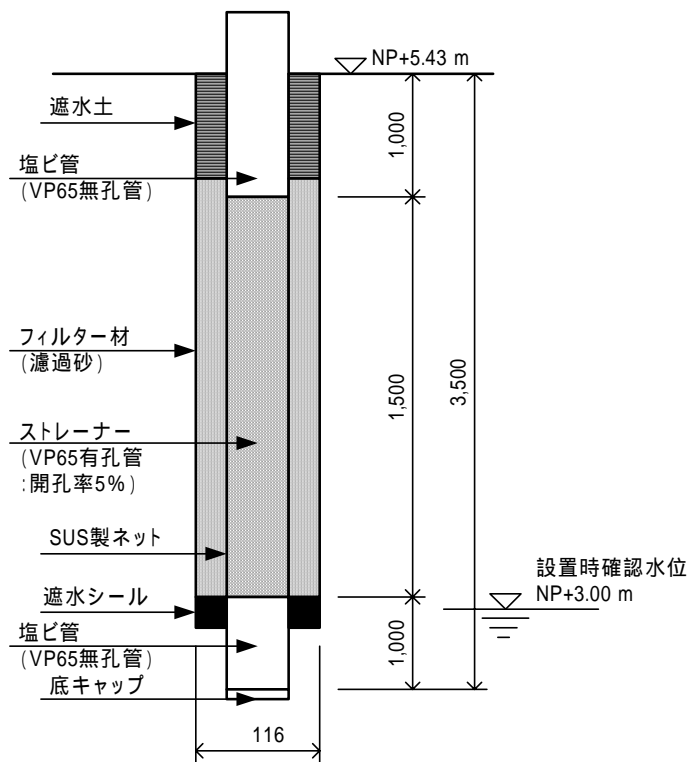 NP+5.43 m
遮水土
1,000
塩ビ管
(VP65無孔管)
フィルター材
(濾過砂)
1,500
3,500
ストレーナー
(VP65有孔管
:開孔率5%)
SUS製ネット
設置時確認水位
NP+3.00 m
遮水シール
塩ビ管
(VP65無孔管)
1,000
底キャップ
116